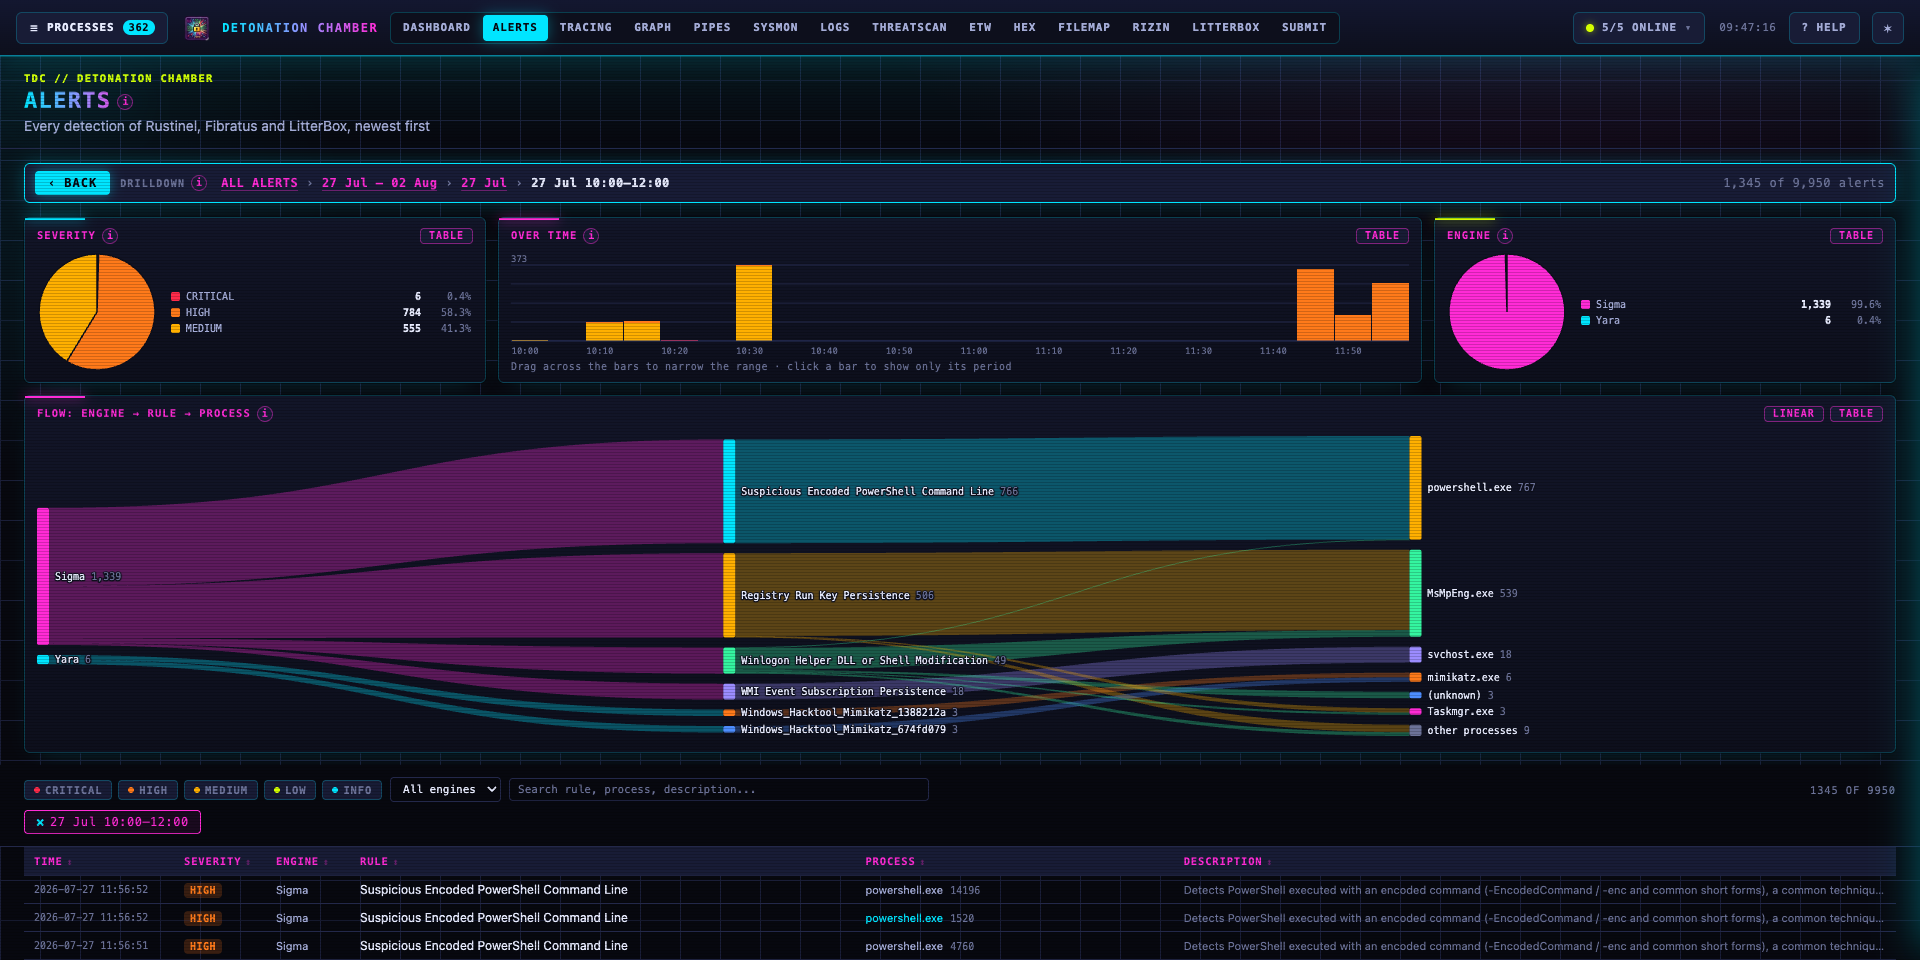 ≡ PROCESSES 362
DETONATION CHAMBER
DASHBOARD ALERTS TRACING GRAPH PIPES SYSMON LOGS THREATSCAN ETW HEX FILEMAP RIZIN LITTERBOX SUBMIT
5/5 ONLINE
09:47:16
? HELP
TDC // DETONATION CHAMBER
ALERTS i
Every detection of Rustinel, Fibratus and LitterBox, newest first
‹ BACK DRILLDOWN i ALL ALERTS › 27 Jul – 02 Aug › 27 Jul › 27 Jul 10:00–12:00 1,345 of 9,950 alerts
SEVERITY i TABLE
CRITICAL 6 0.4%
HIGH 784 58.3%
MEDIUM 555 41.3%
OVER TIME i TABLE
373
10:00 10:10 10:20 10:30 10:40 10:50 11:00 11:10 11:20 11:30 11:40 11:50
Drag across the bars to narrow the range · click a bar to show only its period
ENGINE i TABLE
Sigma 1,339 99.6%
Yara 6 0.4%
FLOW: ENGINE → RULE → PROCESS i LINEAR TABLE
Sigma 1,339
Yara 6
Suspicious Encoded PowerShell Command Line 766
Registry Run Key Persistence 506
Winlogon Helper DLL or Shell Modification 49
WMI Event Subscription Persistence 18
Windows_Hacktool_Mimikatz_1388212a 3
Windows_Hacktool_Mimikatz_674fd079 3
powershell.exe 767
MsMpEng.exe 539
svchost.exe 18
mimikatz.exe 6
(unknown) 3
Taskmgr.exe 3
other processes 9
CRITICAL HIGH MEDIUM LOW INFO All engines Search rule, process, description... 1345 OF 9950
× 27 Jul 10:00–12:00
TIME SEVERITY ENGINE RULE PROCESS DESCRIPTION
2026-07-27 11:56:52 HIGH Sigma Suspicious Encoded PowerShell Command Line powershell.exe 14196 Detects PowerShell executed with an encoded command (-EncodedCommand / -enc and common short forms), a common techniqu...
2026-07-27 11:56:52 HIGH Sigma Suspicious Encoded PowerShell Command Line powershell.exe 1520 Detects PowerShell executed with an encoded command (-EncodedCommand / -enc and common short forms), a common techniqu...
2026-07-27 11:56:51 HIGH Sigma Suspicious Encoded PowerShell Command Line powershell.exe 4760 Detects PowerShell executed with an encoded command (-EncodedCommand / -enc and common short forms), a common techniqu...